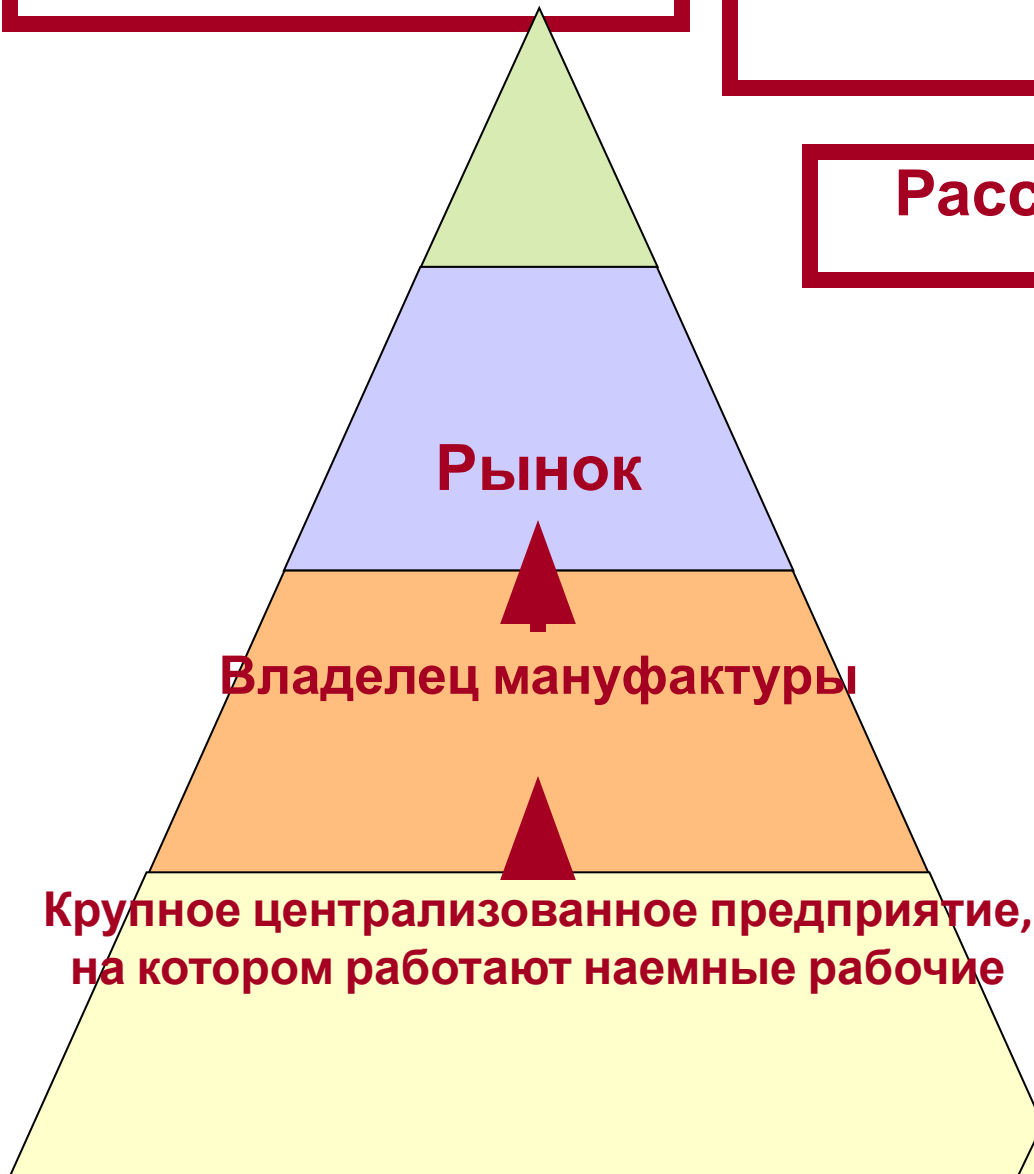 Рынок
Владелец мануфактуры
Крупное централизованное предприятие,
на котором работают наемные рабочие